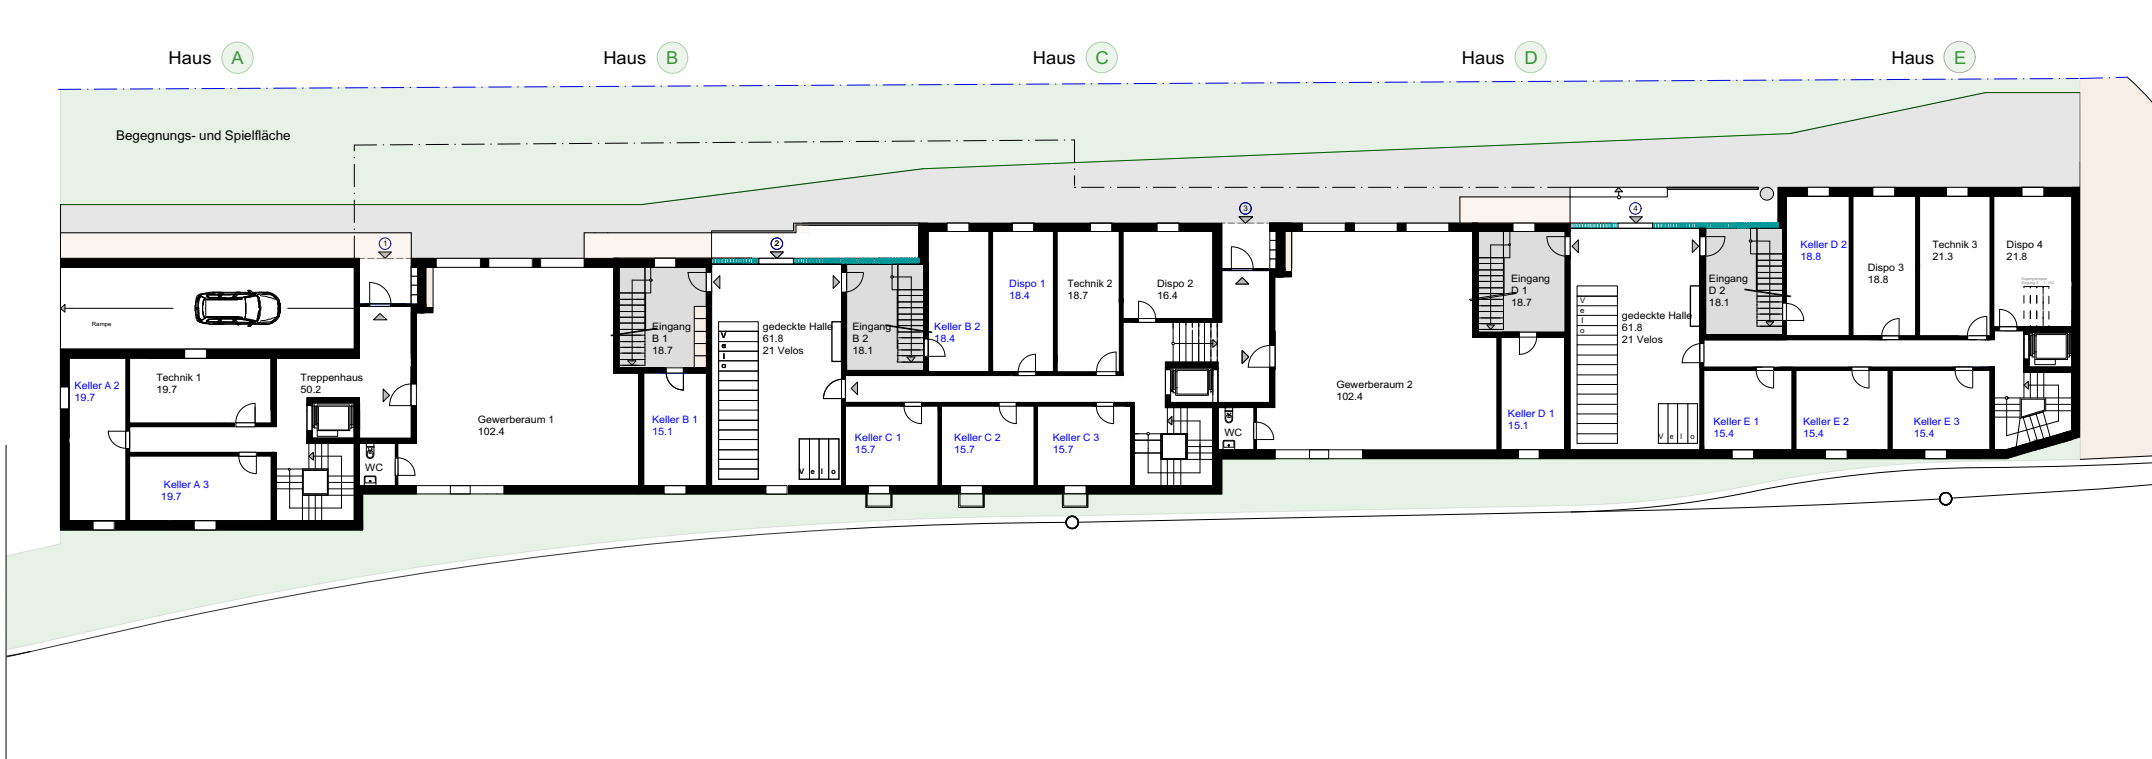 Haus A
Haus B
Haus C
Haus D
Haus E
Begegnungs- und Spielfläche
1
2
3
4
Rampe
Keller A 2
19.7
Technik 1
19.7
Treppenhaus
50.2
Keller A 3
19.7
WC
Gewerberaum 1
102.4
Eingang
B 1
18.7
Keller B 1
15.1
Velo
gedeckte Halle
61.8
21 Velos
Velo
Eingang
B 2
18.1
Keller B 2
18.4
Dispo 1
18.4
Technik 2
18.7
Dispo 2
16.4
Keller C 1
15.7
Keller C 2
15.7
Keller C 3
15.7
WC
Gewerberaum 2
102.4
Eingang
D 1
18.7
Keller D 1
15.1
Velo
gedeckte Halle
61.8
21 Velos
Velo
Eingang
D 2
18.1
Keller D 2
18.8
Dispo 3
18.8
Technik 3
21.3
Dispo 4
21.8
Keller E 1
15.4
Keller E 2
15.4
Keller E 3
15.4